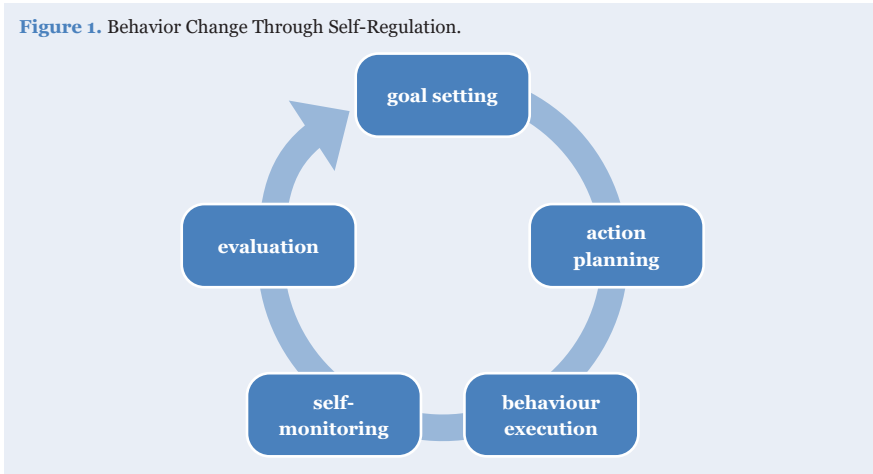 Figure 1. Behavior Change Through Self-Regulation.
goal setting
action
planning
behaviour
execution
self-
monitoring
evaluation